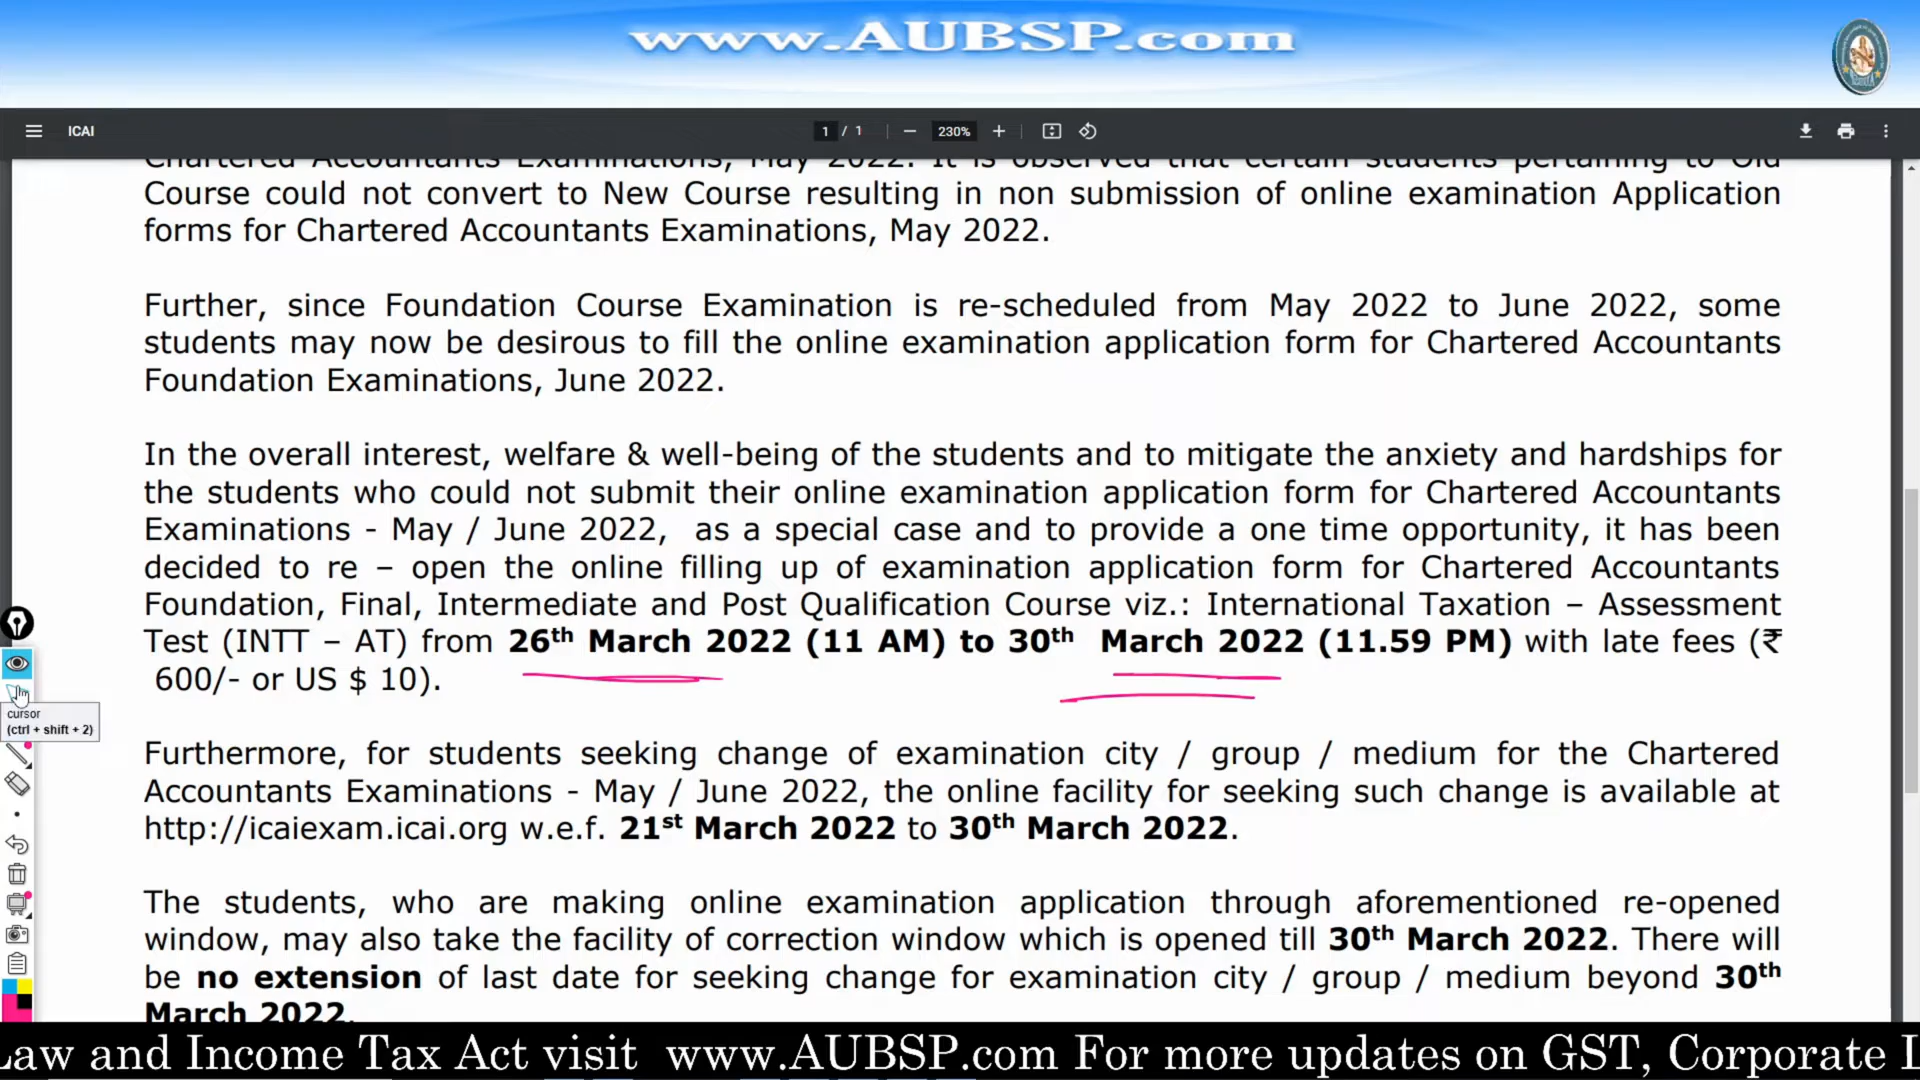 www.AUBSP.com
ICAI
1 / 1
230%
Chartered Accountants Examinations, May 2022. It is observed that certain students pertaining to Old
Course could not convert to New Course resulting in non submission of online examination Application
forms for Chartered Accountants Examinations, May 2022.
Further, since Foundation Course Examination is re-scheduled from May 2022 to June 2022, some
students may now be desirous to fill the online examination application form for Chartered Accountants
Foundation Examinations, June 2022.
In the overall interest, welfare & well-being of the students and to mitigate the anxiety and hardships for
the students who could not submit their online examination application form for Chartered Accountants
Examinations - May / June 2022, as a special case and to provide a one time opportunity, it has been
decided to re – open the online filling up of examination application form for Chartered Accountants
Foundation, Final, Intermediate and Post Qualification Course viz.: International Taxation – Assessment
Test (INTT – AT) from 26th March 2022 (11 AM) to 30th March 2022 (11.59 PM) with late fees (₹
600/- or US $ 10).
cursor
(ctrl + shift + 2)
Furthermore, for students seeking change of examination city / group / medium for the Chartered
Accountants Examinations - May / June 2022, the online facility for seeking such change is available at
http://icaiexam.icai.org w.e.f. 21st March 2022 to 30th March 2022.
The students, who are making online examination application through aforementioned re-opened
window, may also take the facility of correction window which is opened till 30th March 2022. There will
be no extension of last date for seeking change for examination city / group / medium beyond 30th
March 2022.
Law and Income Tax Act visit www.AUBSP.com For more updates on GST, Corporate L